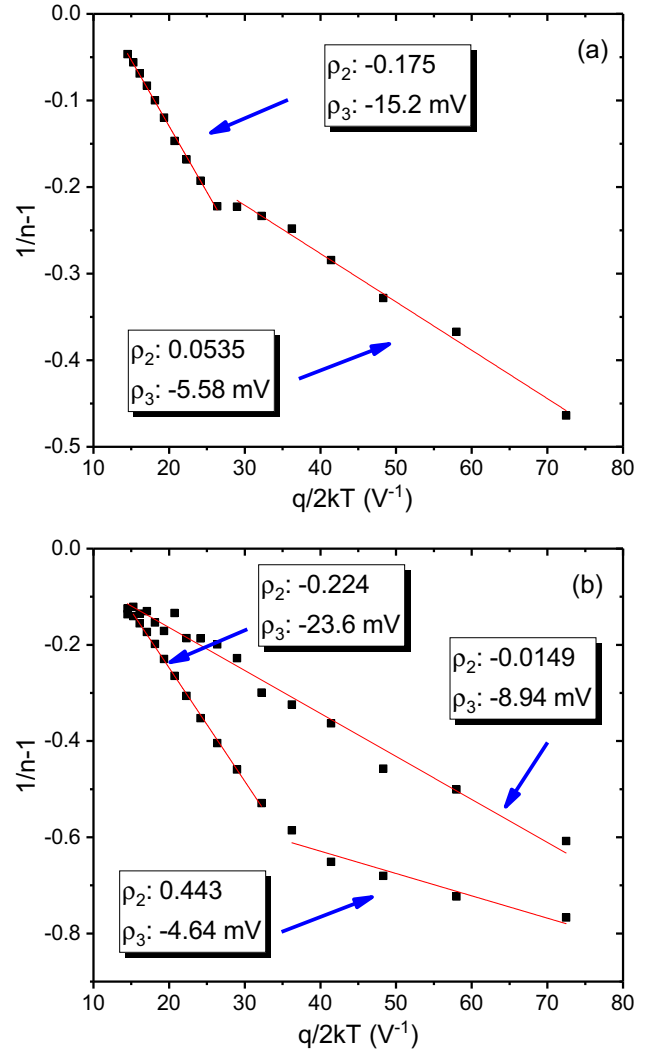 (a)
ρ2: -0.175
ρ3: -15.2 mV
ρ2: 0.0535
ρ3: -5.58 mV
0.0
-0.1
-0.2
-0.3
-0.4
-0.5
1/n-1
10 20 30 40 50 60 70 80
q/2kT (V-1)
(b)
ρ2: -0.224
ρ3: -23.6 mV
ρ2: -0.0149
ρ3: -8.94 mV
ρ2: 0.443
ρ3: -4.64 mV
0.0
-0.2
-0.4
-0.6
-0.8
1/n-1
10 20 30 40 50 60 70 80
q/2kT (V-1)